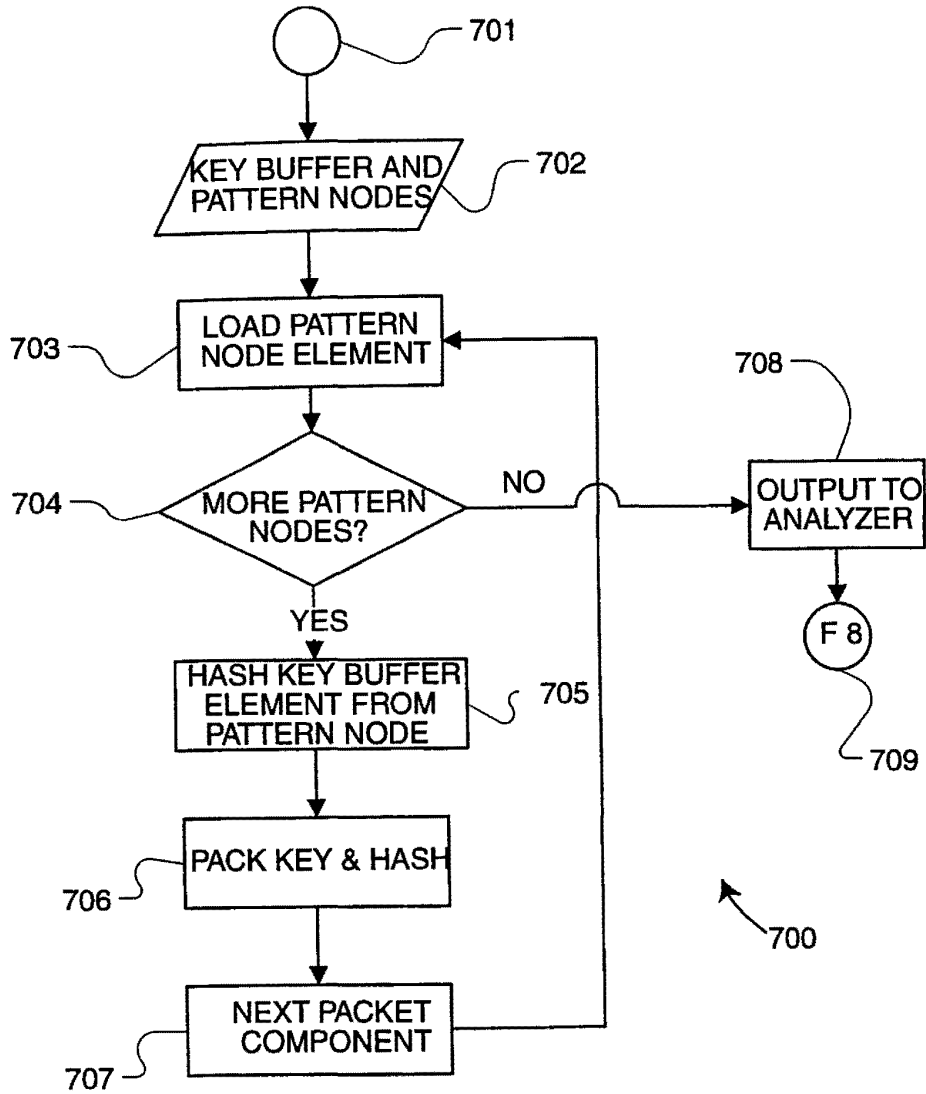 701
KEY BUFFER AND
PATTERN NODES
702
LOAD PATTERN
NODE ELEMENT
703
708
704
MORE PATTERN
NODES?
NO
OUTPUT TO
ANALYZER
YES
F 8
HASH KEY BUFFER
ELEMENT FROM
PATTERN NODE
705
709
PACK KEY & HASH
706
700
NEXT PACKET
COMPONENT
707